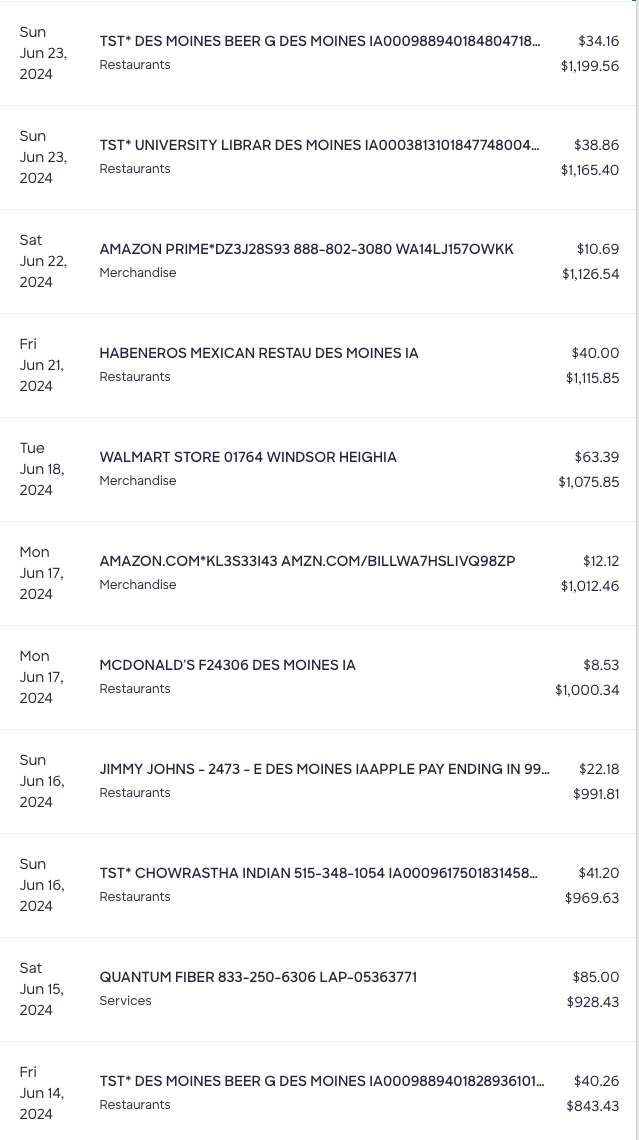 Sun
Jun 23,
2024
TST* DES MOINES BEER G DES MOINES IA000988940184804718...
Restaurants
$34.16
$1,199.56
Sun
Jun 23,
2024
TST* UNIVERSITY LIBRAR DES MOINES IA0003813101847748004...
Restaurants
$38.86
$1,165.40
Sat
Jun 22,
2024
AMAZON PRIME*DZ3J28S93 888-802-3080 WA14LJ157OWKK
Merchandise
$10.69
$1,126.54
Fri
Jun 21,
2024
HABENEROS MEXICAN RESTAU DES MOINES IA
Restaurants
$40.00
$1,115.85
Tue
Jun 18,
2024
WALMART STORE 01764 WINDSOR HEIGHIA
Merchandise
$63.39
$1,075.85
Mon
Jun 17,
2024
AMAZON.COM*KL3S33I43 AMZN.COM/BILLWA7HSLIVQ98ZP
Merchandise
$12.12
$1,012.46
Mon
Jun 17,
2024
MCDONALD'S F24306 DES MOINES IA
Restaurants
$8.53
$1,000.34
Sun
Jun 16,
2024
JIMMY JOHNS - 2473 - E DES MOINES IAAPPLE PAY ENDING IN 99...
Restaurants
$22.18
$991.81
Sun
Jun 16,
2024
TST* CHOWRASTHA INDIAN 515-348-1054 IA0009617501831458...
Restaurants
$41.20
$969.63
Sat
Jun 15,
2024
QUANTUM FIBER 833-250-6306 LAP-05363771
Services
$85.00
$928.43
Fri
Jun 14,
2024
TST* DES MOINES BEER G DES MOINES IA0009889401828936101...
Restaurants
$40.26
$843.43